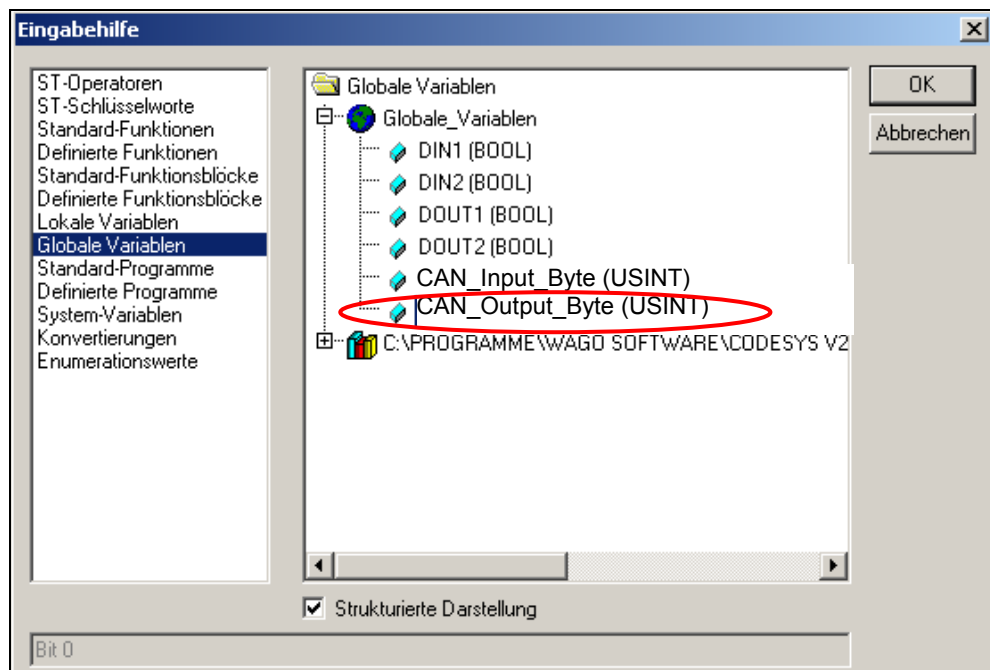 Eingabehilfe
ST-Operatoren
ST-Schlüsselworte
Standard-Funktionen
Definierte Funktionen
Standard-Funktionsblöcke
Definierte Funktionsblöcke
Lokale Variablen
Globale Variablen
Standard-Programme
Definierte Programme
System-Variablen
Konvertierungen
Enumerationswerte
Globale Variablen
Globale_Variablen
DIN1 (BOOL)
DIN2 (BOOL)
DOUT1 (BOOL)
DOUT2 (BOOL)
CAN_Input_Byte (USINT)
CAN_Output_Byte (USINT)
C:\PROGRAMME\WAGO SOFTWARE\CODESYS V2
OK
Abbrechen
Strukturierte Darstellung
Bit 0